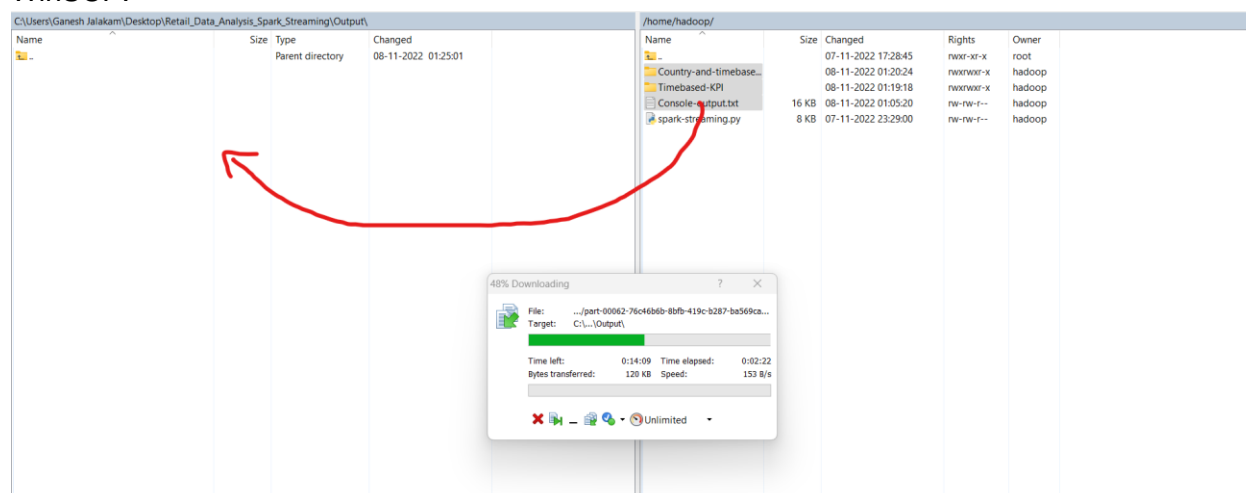 C:\Users\Ganesh Jalakam\Desktop\Retail_Data_Analysis_Spark_Streaming\Output\
Name Size Type Changed
.. Parent directory 08-11-2022 01:25:01
/home/hadoop/
Name Size Changed Rights Owner
.. 07-11-2022 17:28:45 rwxr-xr-x root
Country-and-timebase... 08-11-2022 01:20:24 rwxrwxr-x hadoop
Timebased-KPI 08-11-2022 01:19:18 rwxrwxr-x hadoop
Console-output.txt 16 KB 08-11-2022 01:05:20 rw-rw-r-- hadoop
spark-streaming.py 8 KB 07-11-2022 23:29:00 rw-rw-r-- hadoop
48% Downloading ? ×
File: .../part-00062-76c46b6b-8bfb-419c-b287-ba569ca...
Target: C:\...\Output\
Time left: 0:14:09 Time elapsed: 0:02:22
Bytes transferred: 120 KB Speed: 153 B/s
Unlimited